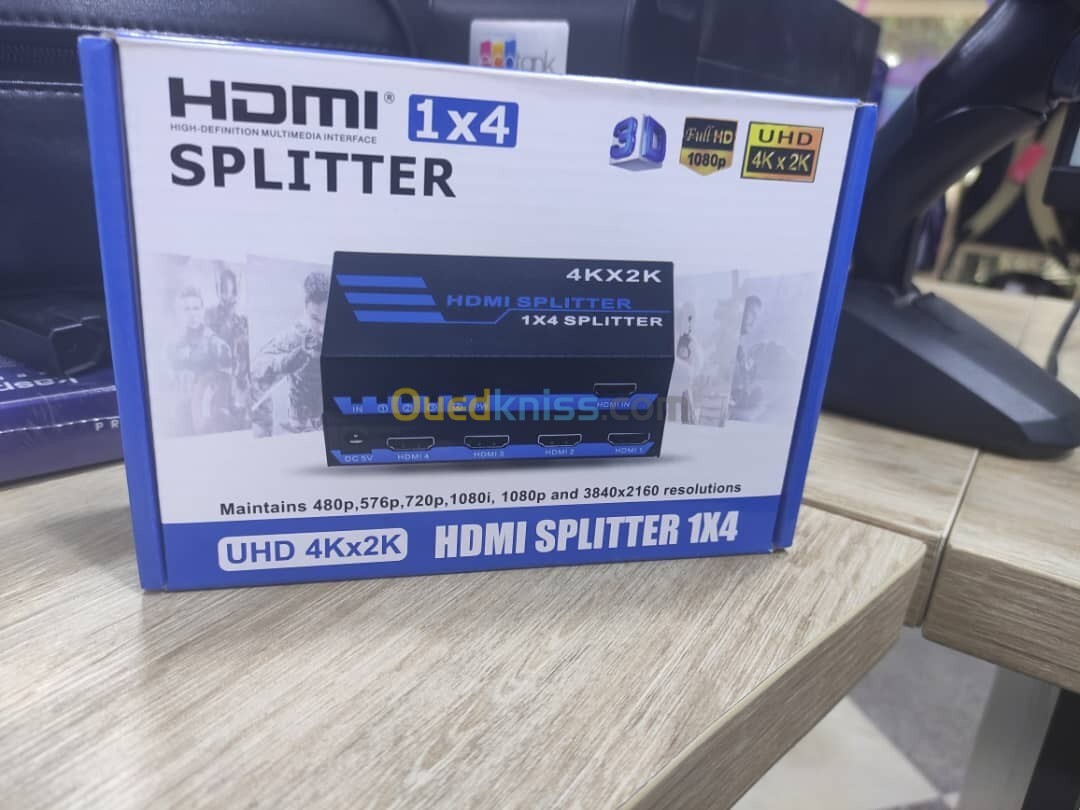 HDMI® 1x4
HIGH-DEFINITION MULTIMEDIA INTERFACE
SPLITTER
3D
Full HD
1080p
UHD
4K x 2K
4KX2K
HDMI SPLITTER
1X4 SPLITTER
Ouedkniss.com
IN
HDMI IN
DC 5V
HDMI 4
HDMI 3
HDMI 2
HDMI 1
Maintains 480p,576p,720p,1080i, 1080p and 3840x2160 resolutions
UHD 4Kx2K
HDMI SPLITTER 1X4